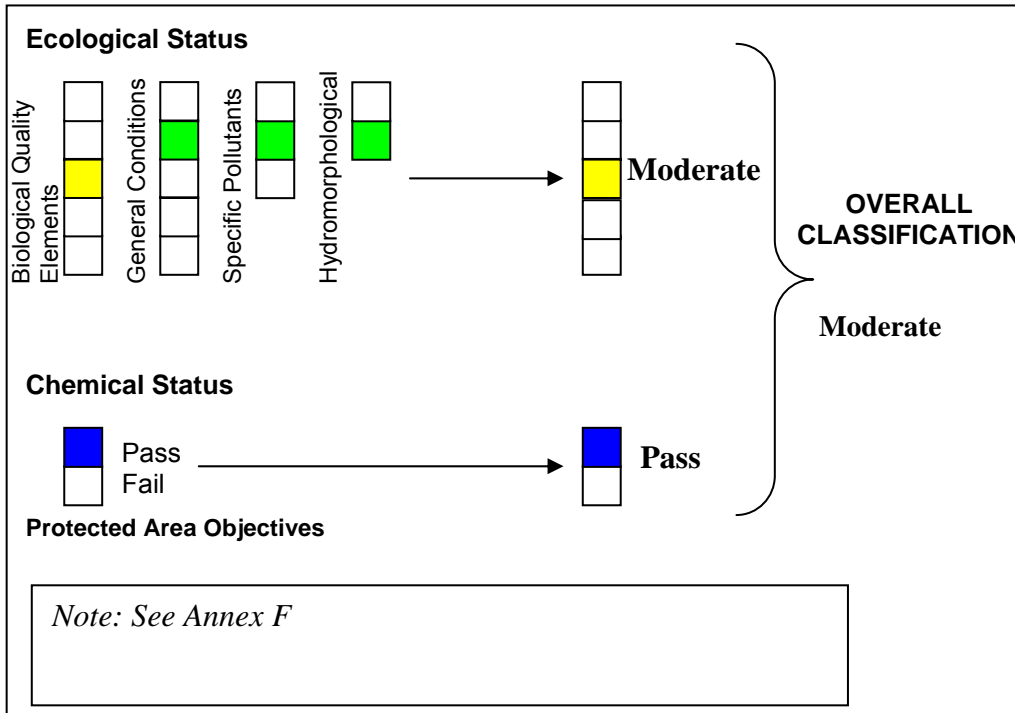 Ecological Status
Biological Quality
Elements
General Conditions
Specific Pollutants
Hydromorphological
Moderate
OVERALL
CLASSIFICATION
Moderate
Chemical Status
Pass
Fail
Pass
Protected Area Objectives
Note: See Annex F